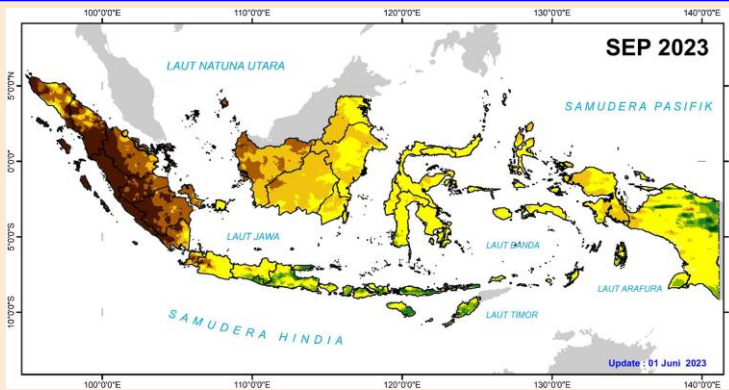 100°0'0"E 110°0'0"E 120°0'0"E 130°0'0"E 140°0'0"E
SEP 2023
LAUT NATUNA UTARA
5°0'0"N
SAMUDERA PASIFIK
0°0'0"
LAUT JAWA
LAUT BANDA
5°0'0"S
LAUT ARAFURA
10°0'0"S
SAMUDERA HINDIA
LAUT TIMOR
Update : 01 Juni 2023
100°0'0"E 110°0'0"E 120°0'0"E 130°0'0"E 140°0'0"E